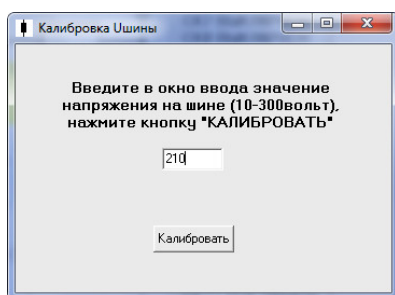 Калибровка Uшины
Введите в окно ввода значение
напряжения на шине (10-300вольт),
нажмите кнопку "КАЛИБРОВАТЬ"
210
Калибровать